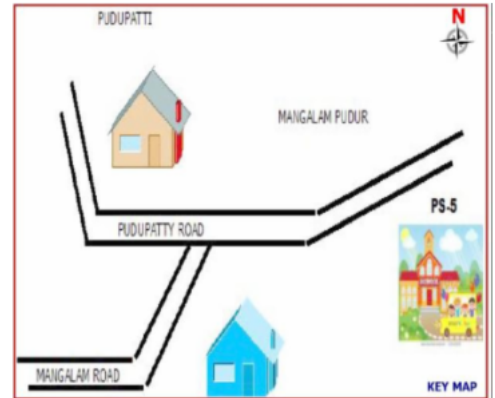 PUDUPATTI
N
MANGALAM PUDUR
PS-5
PUDUPATTY ROAD
MANGALAM ROAD
KEY MAP